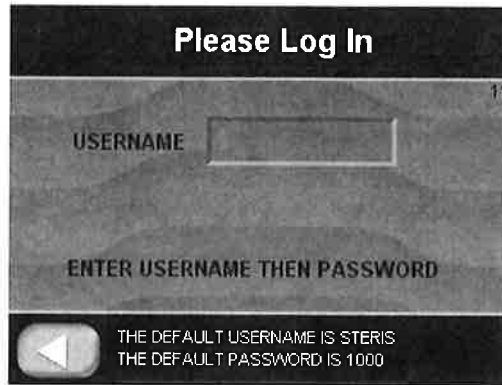 Please Log In
USERNAME
ENTER USERNAME THEN PASSWORD
THE DEFAULT USERNAME IS STERIS
THE DEFAULT PASSWORD IS 1000